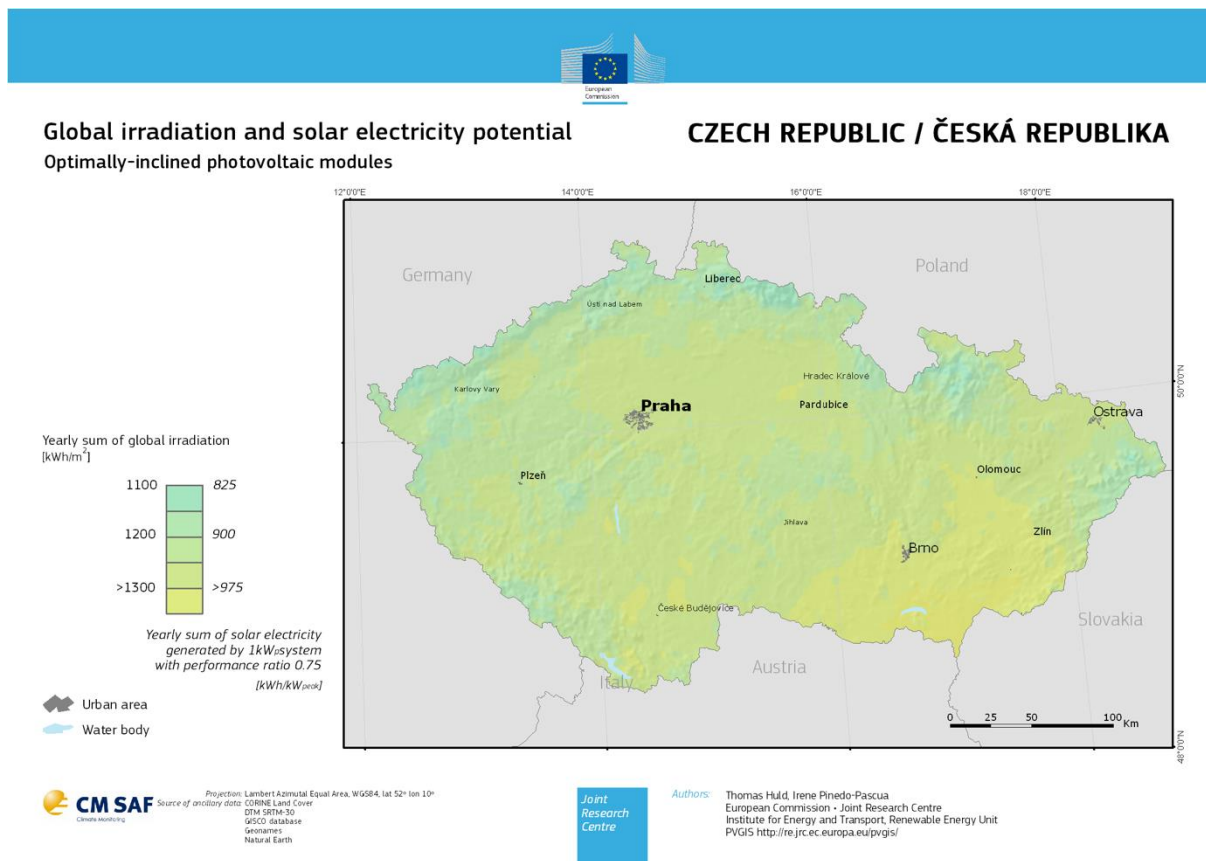 European
Commission
Global irradiation and solar electricity potential
Optimally-inclined photovoltaic modules
CZECH REPUBLIC / ČESKÁ REPUBLIKA
12°0'0"E
14°0'0"E
16°0'0"E
18°0'0"E
Germany
Poland
Liberec
Ústí nad Labem
Karlovy Vary
Hradec Králové
50°0'0"N
Praha
Pardubice
Ostrava
Plzeň
Olomouc
Jihlava
Zlín
Brno
České Budějovice
Slovakia
Austria
Italy
0 25 50 100 Km
48°0'0"N
Yearly sum of global irradiation
[kWh/m²]
1100 825
1200 900
>1300 >975
Yearly sum of solar electricity
generated by 1kWpsystem
with performance ratio 0.75
[kWh/kWpeak]
Urban area
Water body
CM SAF
Climate Monitoring
Projection: Lambert Azimutal Equal Area, WGS84, lat 52° lon 10°
Source of ancillary data: CORINE Land Cover
DTM SRTM-30
GISCO database
Geonames
Natural Earth
Joint
Research
Centre
Authors: Thomas Huld, Irene Pinedo-Pascua
European Commission • Joint Research Centre
Institute for Energy and Transport, Renewable Energy Unit
PVGIS http://re.jrc.ec.europa.eu/pvgis/